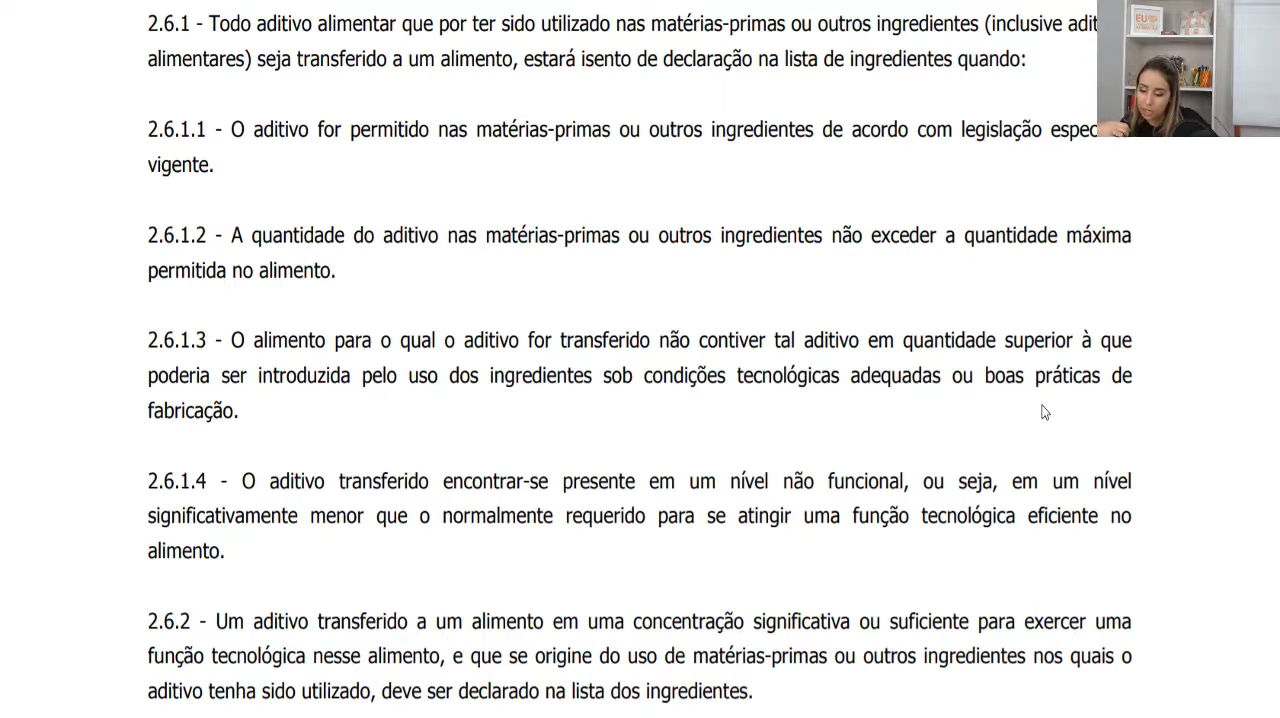 2.6.1 - Todo aditivo alimentar que por ter sido utilizado nas matérias-primas ou outros ingredientes (inclusive
alimentares) seja transferido a um alimento, estará isento de declaração na lista de ingredientes quando:
2.6.1.1 - O aditivo for permitido nas matérias-primas ou outros ingredientes de acordo com legislação
vigente.
2.6.1.2 - A quantidade do aditivo nas matérias-primas ou outros ingredientes não exceder a quantidade máxima
permitida no alimento.
2.6.1.3 - O alimento para o qual o aditivo for transferido não contiver tal aditivo em quantidade superior à que
poderia ser introduzida pelo uso dos ingredientes sob condições tecnológicas adequadas ou boas práticas de
fabricação.
2.6.1.4 - O aditivo transferido encontrar-se presente em um nível não funcional, ou seja, em um nível
significativamente menor que o normalmente requerido para se atingir uma função tecnológica eficiente no
alimento.
2.6.2 - Um aditivo transferido a um alimento em uma concentração significativa ou suficiente para exercer uma
função tecnológica nesse alimento, e que se origine do uso de matérias-primas ou outros ingredientes nos quais o
aditivo tenha sido utilizado, deve ser declarado na lista dos ingredientes.
EU